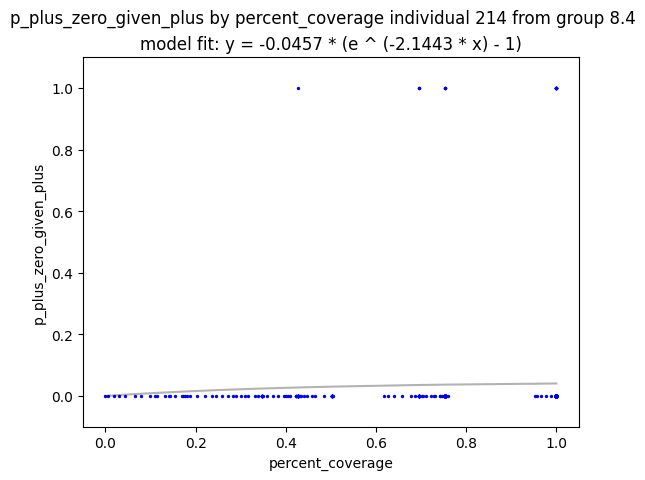 p_plus_zero_given_plus by percent_coverage individual 214 from group 8.4
model fit: y = -0.0457 * (e ^ (-2.1443 * x) - 1)
1.0
0.8
0.6
0.4
0.2
0.0
p_plus_zero_given_plus
0.0 0.2 0.4 0.6 0.8 1.0
percent_coverage